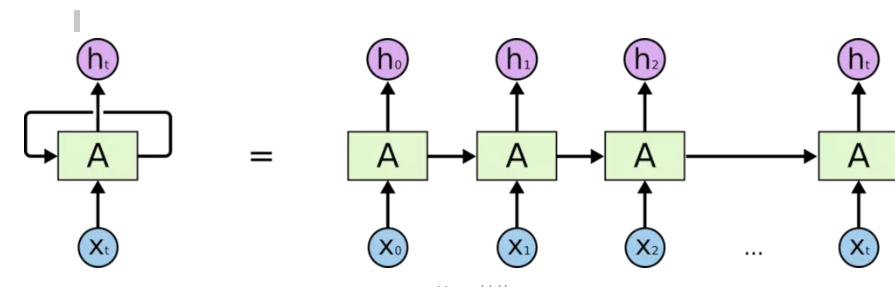 hₜ h₀ h₁ h₂ hₜ
A = A A A A
xₜ x₀ x₁ x₂ ... xₜ